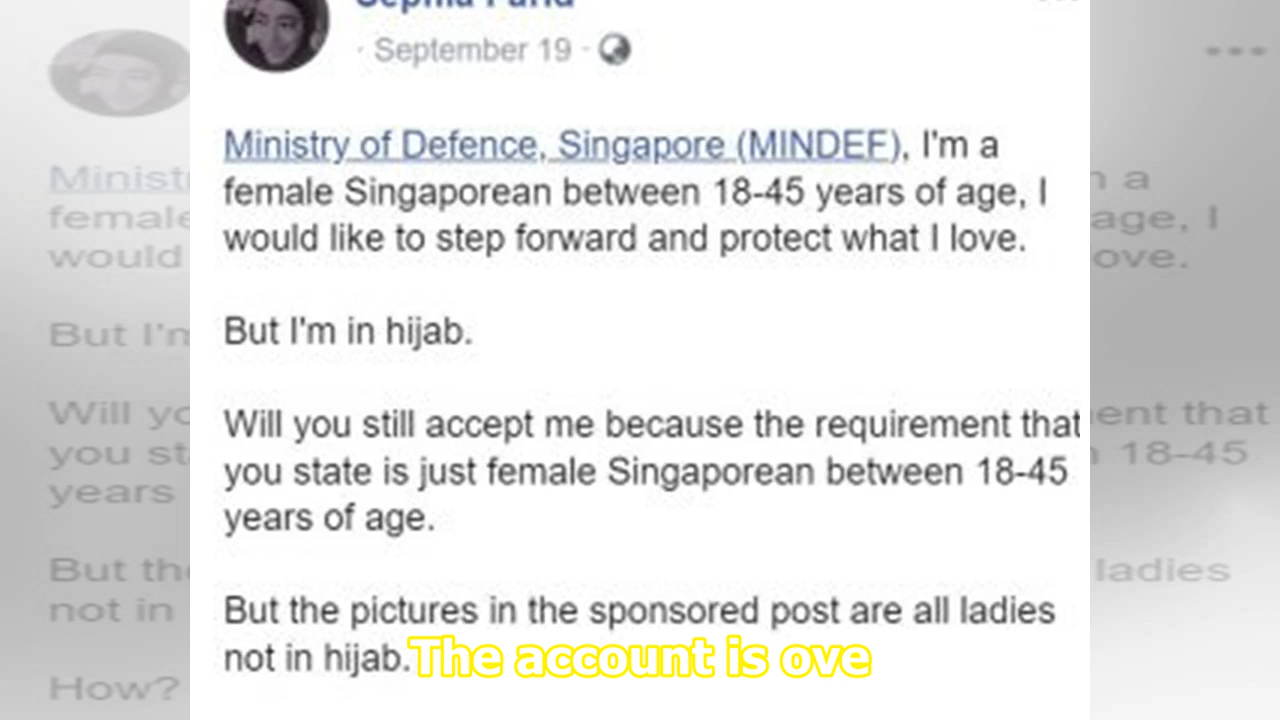 · September 19 ·
Ministry of Defence, Singapore (MINDEF), I'm a
female Singaporean between 18-45 years of age, I
would like to step forward and protect what I love.
But I'm in hijab.
Will you still accept me because the requirement that
you state is just female Singaporean between 18-45
years of age.
But the pictures in the sponsored post are all ladies
not in hijab.
The account is ove
How?